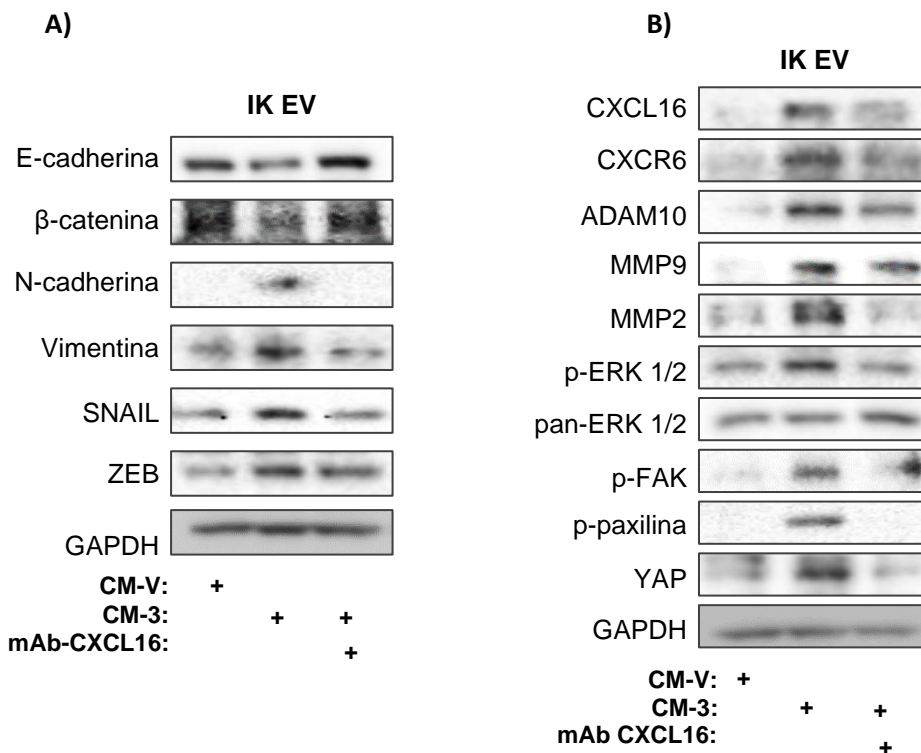 A)
IK EV
E-cadherina
β-catenina
N-cadherina
Vimentina
SNAIL
ZEB
GAPDH
CM-V: +
CM-3: + +
mAb-CXCL16: +
B)
IK EV
CXCL16
CXCR6
ADAM10
MMP9
MMP2
p-ERK 1/2
pan-ERK 1/2
p-FAK
p-paxilina
YAP
GAPDH
CM-V: +
CM-3: + +
mAb CXCL16: +